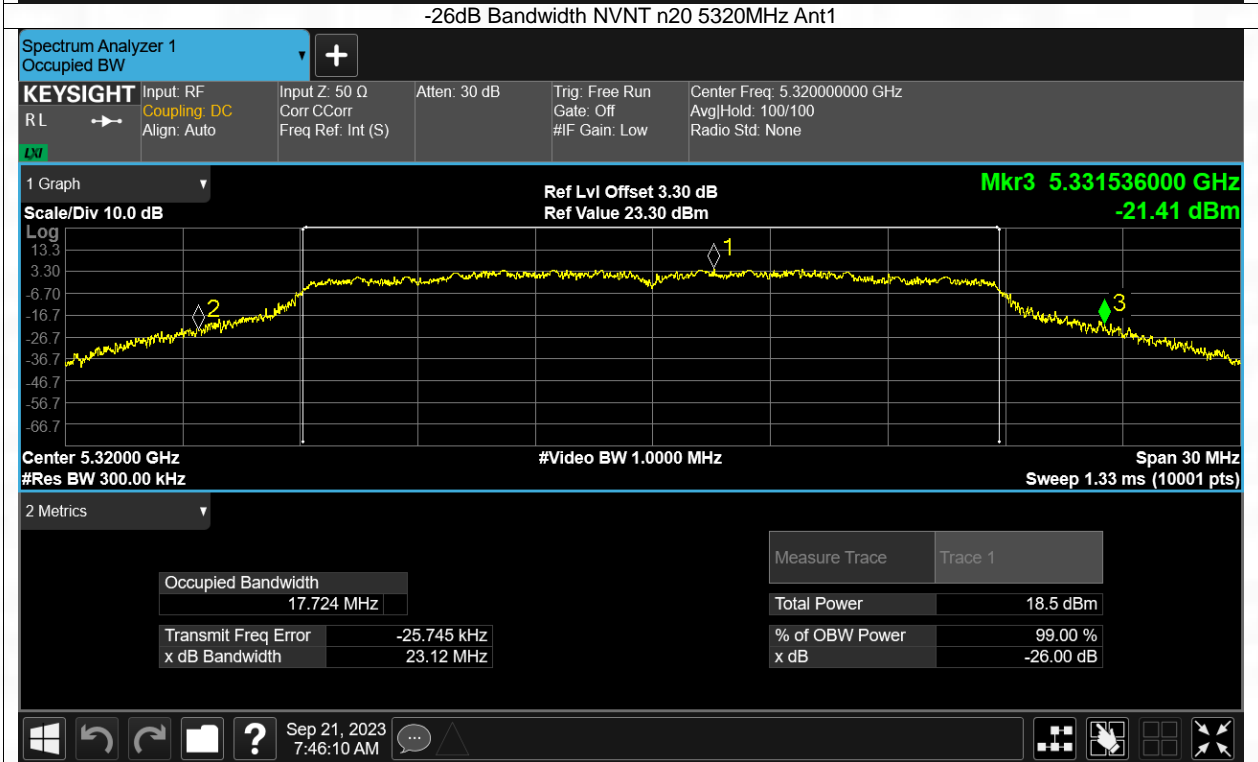 -26dB Bandwidth NVNT n20 5320MHz Ant1
Spectrum Analyzer 1
Occupied BW
+
KEYSIGHT
R L
LXI
Input: RF
Coupling: DC
Align: Auto
Input Z: 50 Ω
Corr CCorr
Freq Ref: Int (S)
Atten: 30 dB
Trig: Free Run
Gate: Off
#IF Gain: Low
Center Freq: 5.320000000 GHz
Avg|Hold: 100/100
Radio Std: None
1 Graph
Scale/Div 10.0 dB
Ref Lvl Offset 3.30 dB
Ref Value 23.30 dBm
Mkr3 5.331536000 GHz
-21.41 dBm
Log
13.3
3.30
-6.70
-16.7
-26.7
-36.7
-46.7
-56.7
-66.7
1
2
3
Center 5.32000 GHz
#Video BW 1.0000 MHz
Span 30 MHz
#Res BW 300.00 kHz
Sweep 1.33 ms (10001 pts)
2 Metrics
Measure Trace Trace 1
Occupied Bandwidth
17.724 MHz
Total Power 18.5 dBm
Transmit Freq Error -25.745 kHz
% of OBW Power 99.00 %
x dB Bandwidth 23.12 MHz
x dB -26.00 dB
?
Sep 21, 2023
7:46:10 AM